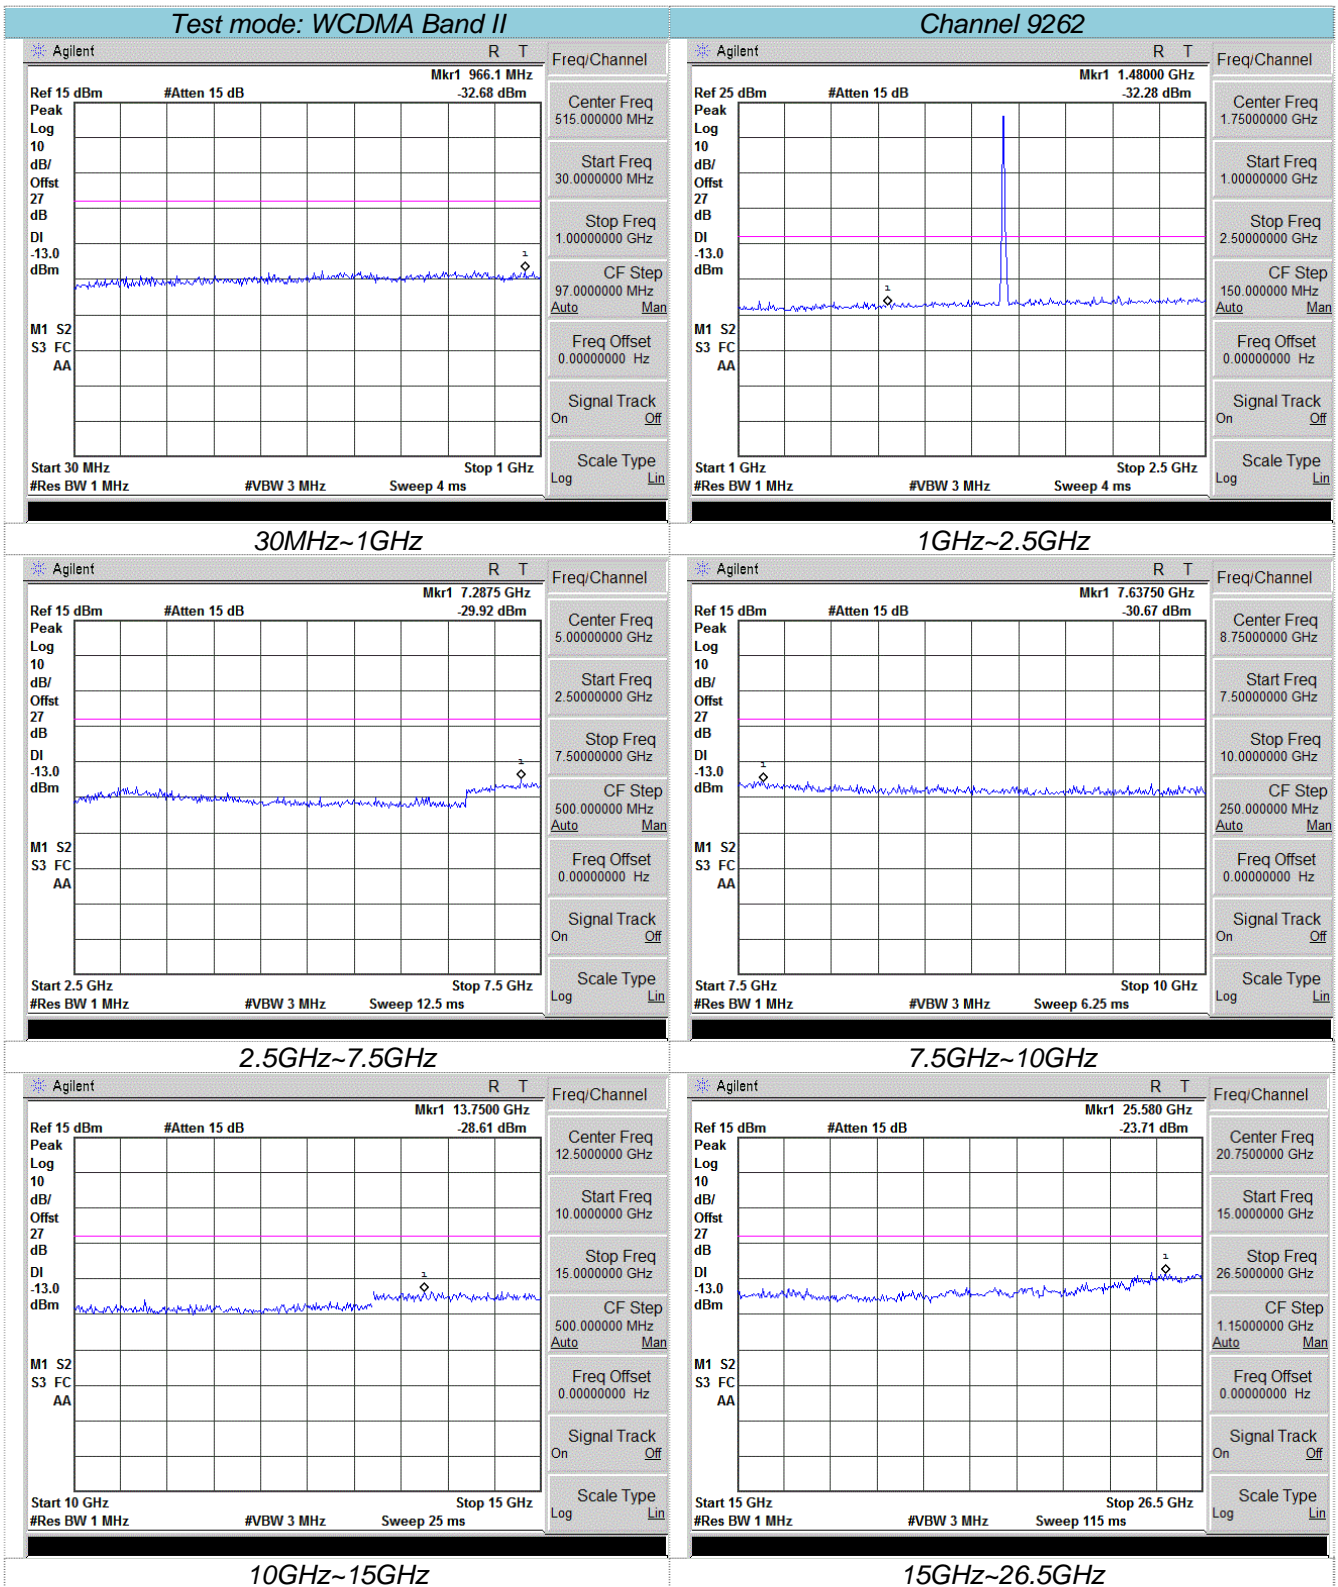 Test mode: WCDMA Band II
Channel 9262
Agilent
R T
Mkr1 966.1 MHz
Ref 15 dBm #Atten 15 dB -32.68 dBm
Peak
Log
10
dB/
Offst
27
dB
DI
-13.0
dBm
M1 S2
S3 FC
AA
1
Start 30 MHz Stop 1 GHz
#Res BW 1 MHz #VBW 3 MHz Sweep 4 ms
Freq/Channel
Center Freq
515.000000 MHz
Start Freq
30.0000000 MHz
Stop Freq
1.00000000 GHz
CF Step
97.0000000 MHz
Auto Man
Freq Offset
0.00000000 Hz
Signal Track
On Off
Scale Type
Log Lin
30MHz~1GHz
Agilent
R T
Mkr1 1.48000 GHz
Ref 25 dBm #Atten 15 dB -32.28 dBm
Peak
Log
10
dB/
Offst
27
dB
DI
-13.0
dBm
M1 S2
S3 FC
AA
1
Start 1 GHz Stop 2.5 GHz
#Res BW 1 MHz #VBW 3 MHz Sweep 4 ms
Freq/Channel
Center Freq
1.75000000 GHz
Start Freq
1.00000000 GHz
Stop Freq
2.50000000 GHz
CF Step
150.000000 MHz
Auto Man
Freq Offset
0.00000000 Hz
Signal Track
On Off
Scale Type
Log Lin
1GHz~2.5GHz
Agilent
R T
Mkr1 7.2875 GHz
Ref 15 dBm #Atten 15 dB -29.92 dBm
Peak
Log
10
dB/
Offst
27
dB
DI
-13.0
dBm
M1 S2
S3 FC
AA
1
Start 2.5 GHz Stop 7.5 GHz
#Res BW 1 MHz #VBW 3 MHz Sweep 12.5 ms
Freq/Channel
Center Freq
5.00000000 GHz
Start Freq
2.50000000 GHz
Stop Freq
7.50000000 GHz
CF Step
500.000000 MHz
Auto Man
Freq Offset
0.00000000 Hz
Signal Track
On Off
Scale Type
Log Lin
2.5GHz~7.5GHz
Agilent
R T
Mkr1 7.63750 GHz
Ref 15 dBm #Atten 15 dB -30.67 dBm
Peak
Log
10
dB/
Offst
27
dB
DI
-13.0
dBm
M1 S2
S3 FC
AA
1
Start 7.5 GHz Stop 10 GHz
#Res BW 1 MHz #VBW 3 MHz Sweep 6.25 ms
Freq/Channel
Center Freq
8.75000000 GHz
Start Freq
7.50000000 GHz
Stop Freq
10.0000000 GHz
CF Step
250.000000 MHz
Auto Man
Freq Offset
0.00000000 Hz
Signal Track
On Off
Scale Type
Log Lin
7.5GHz~10GHz
Agilent
R T
Mkr1 13.7500 GHz
Ref 15 dBm #Atten 15 dB -28.61 dBm
Peak
Log
10
dB/
Offst
27
dB
DI
-13.0
dBm
M1 S2
S3 FC
AA
1
Start 10 GHz Stop 15 GHz
#Res BW 1 MHz #VBW 3 MHz Sweep 25 ms
Freq/Channel
Center Freq
12.5000000 GHz
Start Freq
10.0000000 GHz
Stop Freq
15.0000000 GHz
CF Step
500.000000 MHz
Auto Man
Freq Offset
0.00000000 Hz
Signal Track
On Off
Scale Type
Log Lin
10GHz~15GHz
Agilent
R T
Mkr1 25.580 GHz
Ref 15 dBm #Atten 15 dB -23.71 dBm
Peak
Log
10
dB/
Offst
27
dB
DI
-13.0
dBm
M1 S2
S3 FC
AA
1
Start 15 GHz Stop 26.5 GHz
#Res BW 1 MHz #VBW 3 MHz Sweep 115 ms
Freq/Channel
Center Freq
20.7500000 GHz
Start Freq
15.0000000 GHz
Stop Freq
26.5000000 GHz
CF Step
1.15000000 GHz
Auto Man
Freq Offset
0.00000000 Hz
Signal Track
On Off
Scale Type
Log Lin
15GHz~26.5GHz